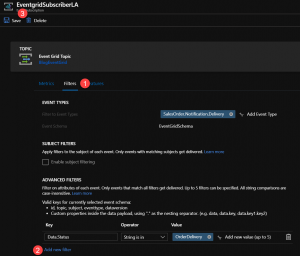 EventgridSubscriberLA
3
Save
Delete
TOPIC
Event Grid Topic
Metrics
Filters
1
EVENT TYPES
Filter to Event Types
SalesOrder.Notification.Delivery
Add Event Type
Event Schema
EventGridSchema
SUBJECT FILTERS
Apply filters to the subject of each event. Only events with matching subjects get delivered. Learn more
Enable subject filtering
ADVANCED FILTERS
Filter on attributes of each event. Only events that match all filters get delivered. Up to 5 filters can be specified. All string comparisons are
case-insensitive. Learn more
Valid keys for currently selected event schema:
• id, topic, subject, eventtype, dataversion
• Custom properties inside the data payload, using "." as the nesting separator. (e.g. data, data.key, data.key1.key2)
Key
Operator
Value
Data.Status
String is in
OrderDelivery
Add new value (up to 5)
2
Add new filter